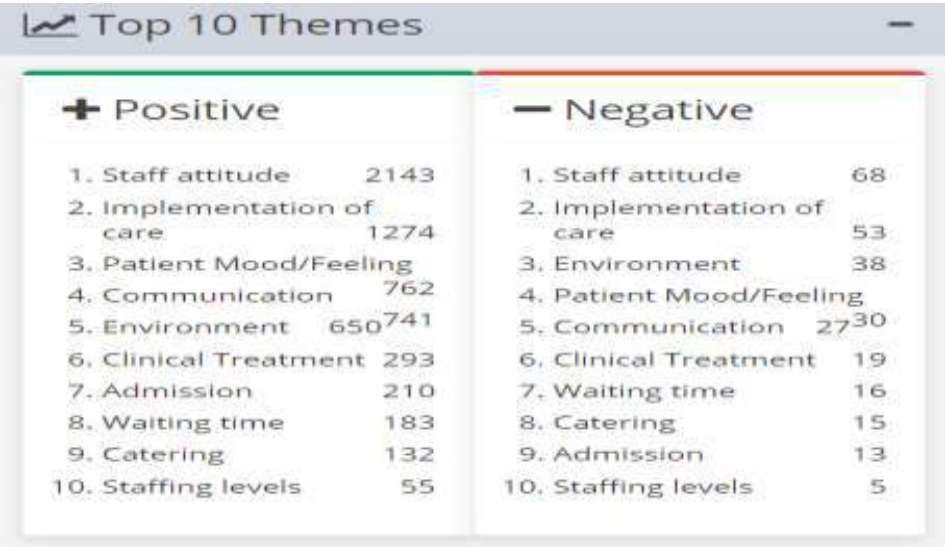 Top 10 Themes
Positive
1. Staff attitude 2143
2. Implementation of
care 1274
3. Patient Mood/Feeling
762
4. Communication
741
5. Environment 650
6. Clinical Treatment 293
7. Admission 210
8. Waiting time 183
9. Catering 132
10. Staffing levels 55
Negative
1. Staff attitude 68
2. Implementation of
care 53
3. Environment 38
4. Patient Mood/Feeling
30
5. Communication 27
6. Clinical Treatment 19
7. Waiting time 16
8. Catering 15
9. Admission 13
10. Staffing levels 5